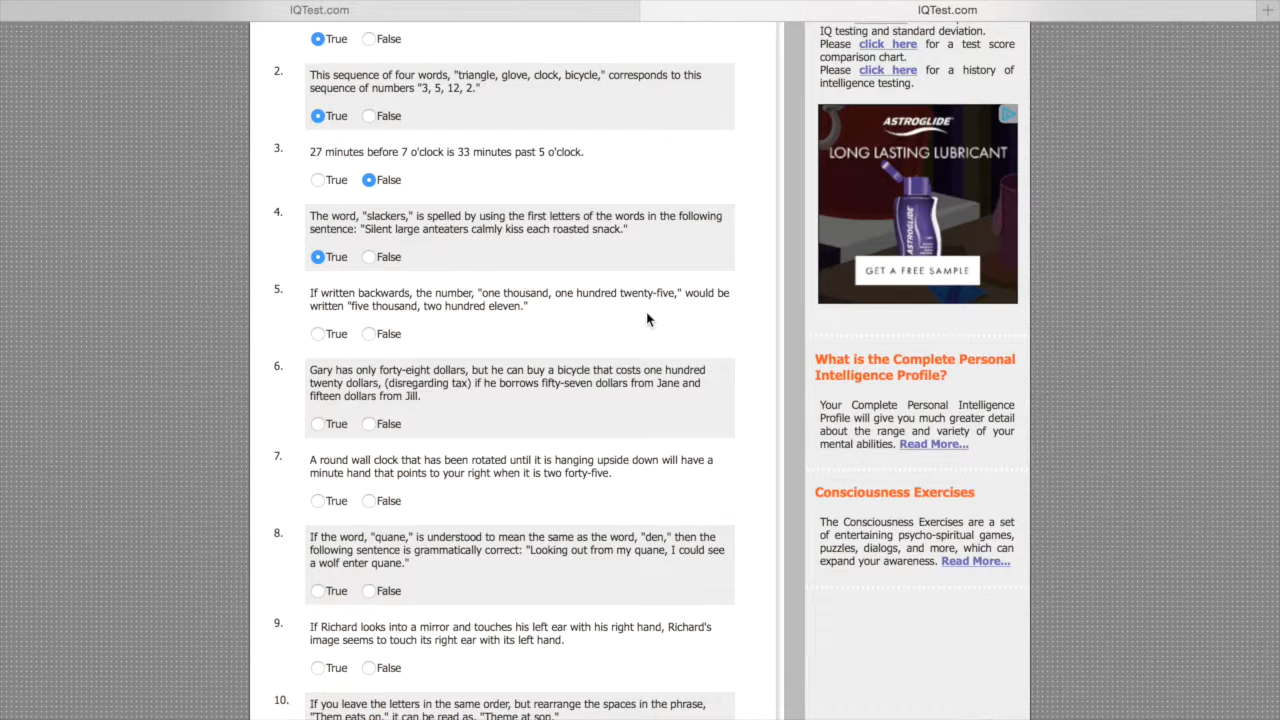 IQTest.com
IQTest.com
True False
2. This sequence of four words, "triangle, glove, clock, bicycle," corresponds to this
sequence of numbers "3, 5, 12, 2."
True False
3. 27 minutes before 7 o'clock is 33 minutes past 5 o'clock.
True False
4. The word, "slackers," is spelled by using the first letters of the words in the following
sentence: "Silent large anteaters calmly kiss each roasted snack."
True False
5. If written backwards, the number, "one thousand, one hundred twenty-five," would be
written "five thousand, two hundred eleven."
True False
6. Gary has only forty-eight dollars, but he can buy a bicycle that costs one hundred
twenty dollars, (disregarding tax) if he borrows fifty-seven dollars from Jane and
fifteen dollars from Jill.
True False
7. A round wall clock that has been rotated until it is hanging upside down will have a
minute hand that points to your right when it is two forty-five.
True False
8. If the word, "quane," is understood to mean the same as the word, "den," then the
following sentence is grammatically correct: "Looking out from my quane, I could see
a wolf enter quane."
True False
9. If Richard looks into a mirror and touches his left ear with his right hand, Richard's
image seems to touch its right ear with its left hand.
True False
10. If you leave the letters in the same order, but rearrange the spaces in the phrase,
"Them eats on," it can be read as, "Theme at son."
IQ testing and standard deviation.
Please click here for a test score
comparison chart.
Please click here for a history of
intelligence testing.
ASTROGLIDE
LONG LASTING LUBRICANT
ASTROGLIDE
GET A FREE SAMPLE
What is the Complete Personal
Intelligence Profile?
Your Complete Personal Intelligence
Profile will give you much greater detail
about the range and variety of your
mental abilities. Read More...
Consciousness Exercises
The Consciousness Exercises are a set
of entertaining psycho-spiritual games,
puzzles, dialogs, and more, which can
expand your awareness. Read More...